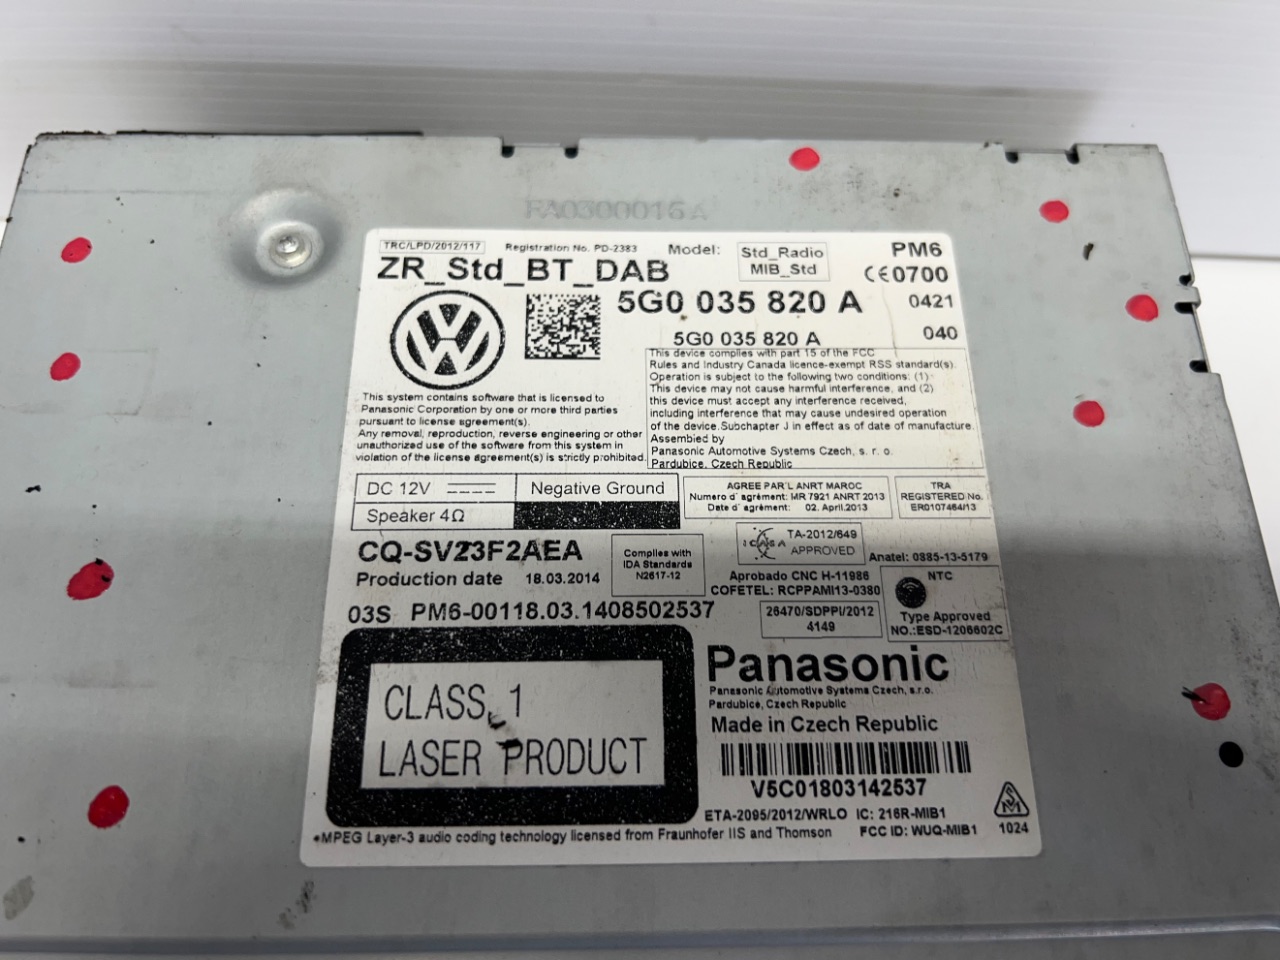 FA0300016A
TRC/LPD/2012/117 Registration No. PD-2383 Model: Std_Radio PM6
MIB_Std
ZR_Std_BT_DAB CE0700
5G0 035 820 A 0421
5G0 035 820 A 040
This device complies with part 15 of the FCC
Rules and Industry Canada licence-exempt RSS standard(s).
Operation is subject to the following two conditions: (1)
This device may not cause harmful interference, and (2)
this device must accept any interference received,
including interference that may cause undesired operation
of the device. Subchapter J in effect as of date of manufacture.
Assembied by
Panasonic Automotive Systems Czech, s. r. o.
Pardubice, Czech Republic
This system contains software that is licensed to
Panasonic Corporation by one or more third parties
pursuant to license agreement(s).
Any removal, reproduction, reverse engineering or other
unauthorized use of the software from this system in
violation of the license agreement(s) is strictly prohibited.
DC 12V Negative Ground
Speaker 4Ω
AGREE PAR'L ANRT MAROC
Numero d' agrément: MR 7921 ANRT 2013
Date d' agrément: 02. April.2013
TRA
REGISTERED No.
ER0107464/13
CQ-SV23F2AEA
Production date 18.03.2014
Complies with
IDA Standards
N2617-12
ICASA TA-2012/649
APPROVED
Anatel: 0885-13-5179
Aprobado CNC H-11986
COFETEL: RCPPAMI13-0380
NTC
Type Approved
NO.:ESD-1206602C
26470/SDPPI/2012
4149
03S PM6-00118.03.1408502537
CLASS 1
LASER PRODUCT
Panasonic
Panasonic Automotive Systems Czech, s.r.o.
Pardubice, Czech Republic
Made in Czech Republic
V5C01803142537
ETA-2095/2012/WRLO IC: 216R-MIB1
FCC ID: WUQ-MIB1
1024
*MPEG Layer-3 audio coding technology licensed from Fraunhofer IIS and Thomson